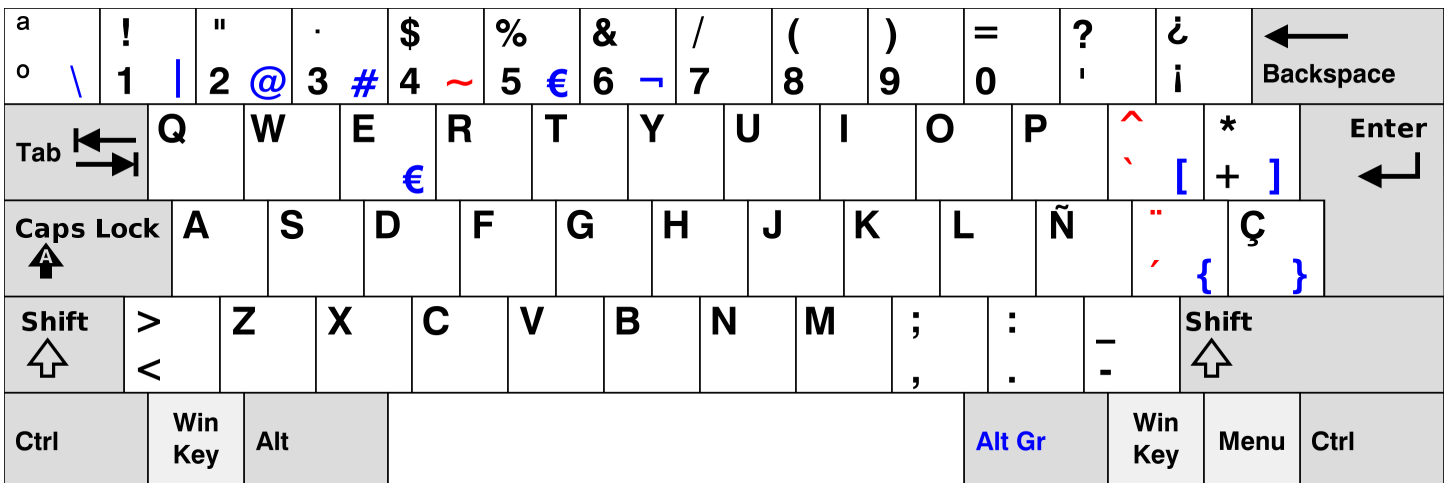 a ! " · $ % & / ( ) = ? ¿
o \ 1 | 2 @ 3 # 4 ~ 5 € 6 ¬ 7 8 9 0 ' ¡ Backspace
Q W E R T Y U I O P ^ * Enter
Tab € ` [ + ]
Caps Lock A S D F G H J K L Ñ ¨ Ç
A ´ { }
Shift > Z X C V B N M ; : _ Shift
< , . -
Ctrl Win Key Alt Alt Gr Win Key Menu Ctrl